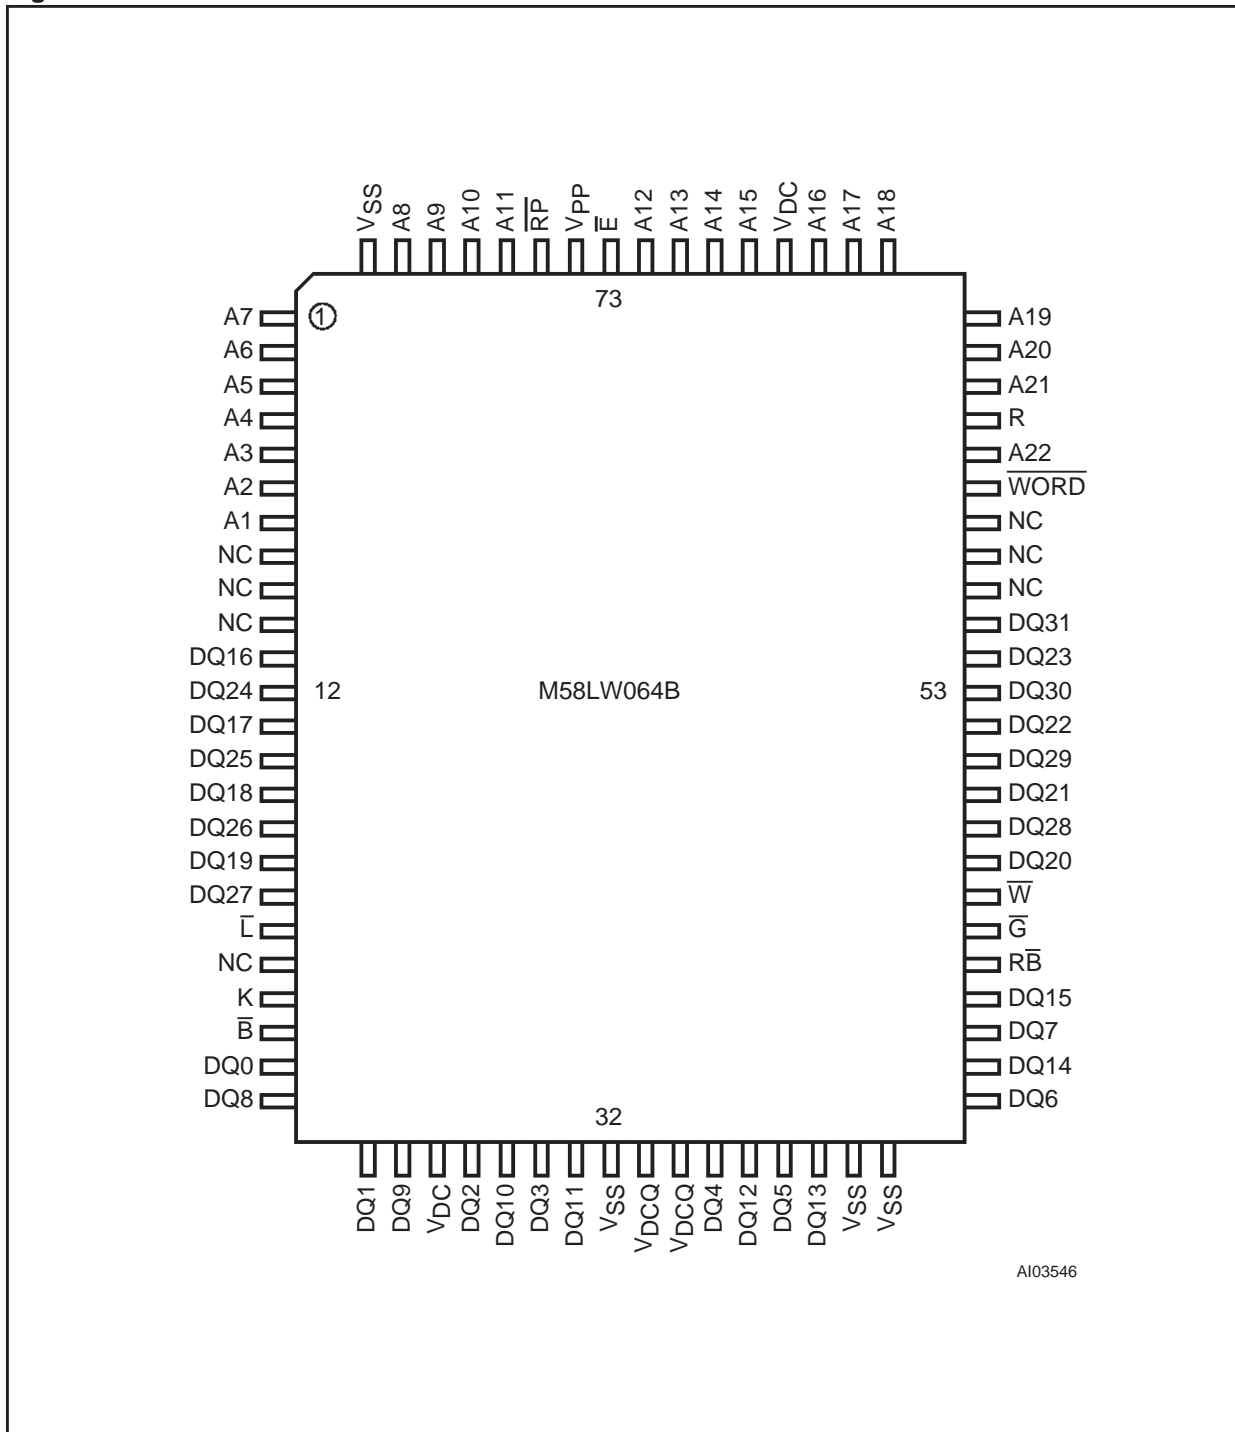 VSS A8 A9 A10 A11 R̅P̅ VPP E̅ A12 A13 A14 A15 VDC A16 A17 A18
73
A7 1 A19
A6 A20
A5 A21
A4 R
A3 A22
A2 W̅O̅R̅D̅
A1 NC
NC NC
NC NC
NC DQ31
DQ16 DQ23
DQ24 12 M58LW064B 53 DQ30
DQ17 DQ22
DQ25 DQ29
DQ18 DQ21
DQ26 DQ28
DQ19 DQ20
DQ27 W̅
L̅ G̅
NC RB̅
K DQ15
B̅ DQ7
DQ0 DQ14
DQ8 DQ6
32
DQ1 DQ9 VDC DQ2 DQ10 DQ3 DQ11 VSS VDCQ VDCQ DQ4 DQ12 DQ5 DQ13 VSS VSS
AI03546